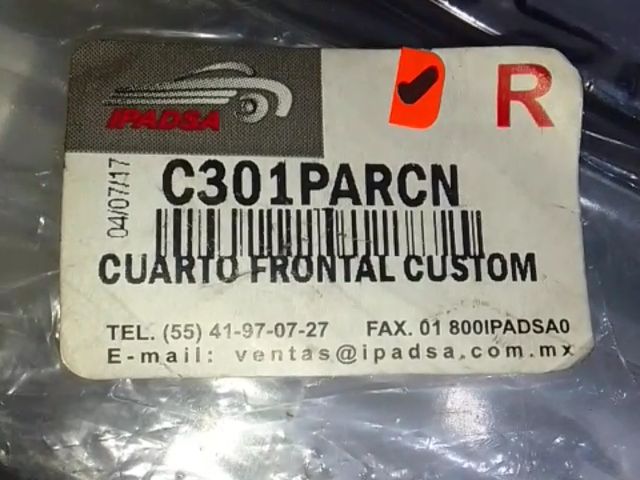 IPADSA
R
C301PARCN
04/07/17
CUARTO FRONTAL CUSTOM
TEL. (55) 41-97-07-27 FAX. 01 800IPADSA0
E-mail: ventas@ipadsa.com.mx